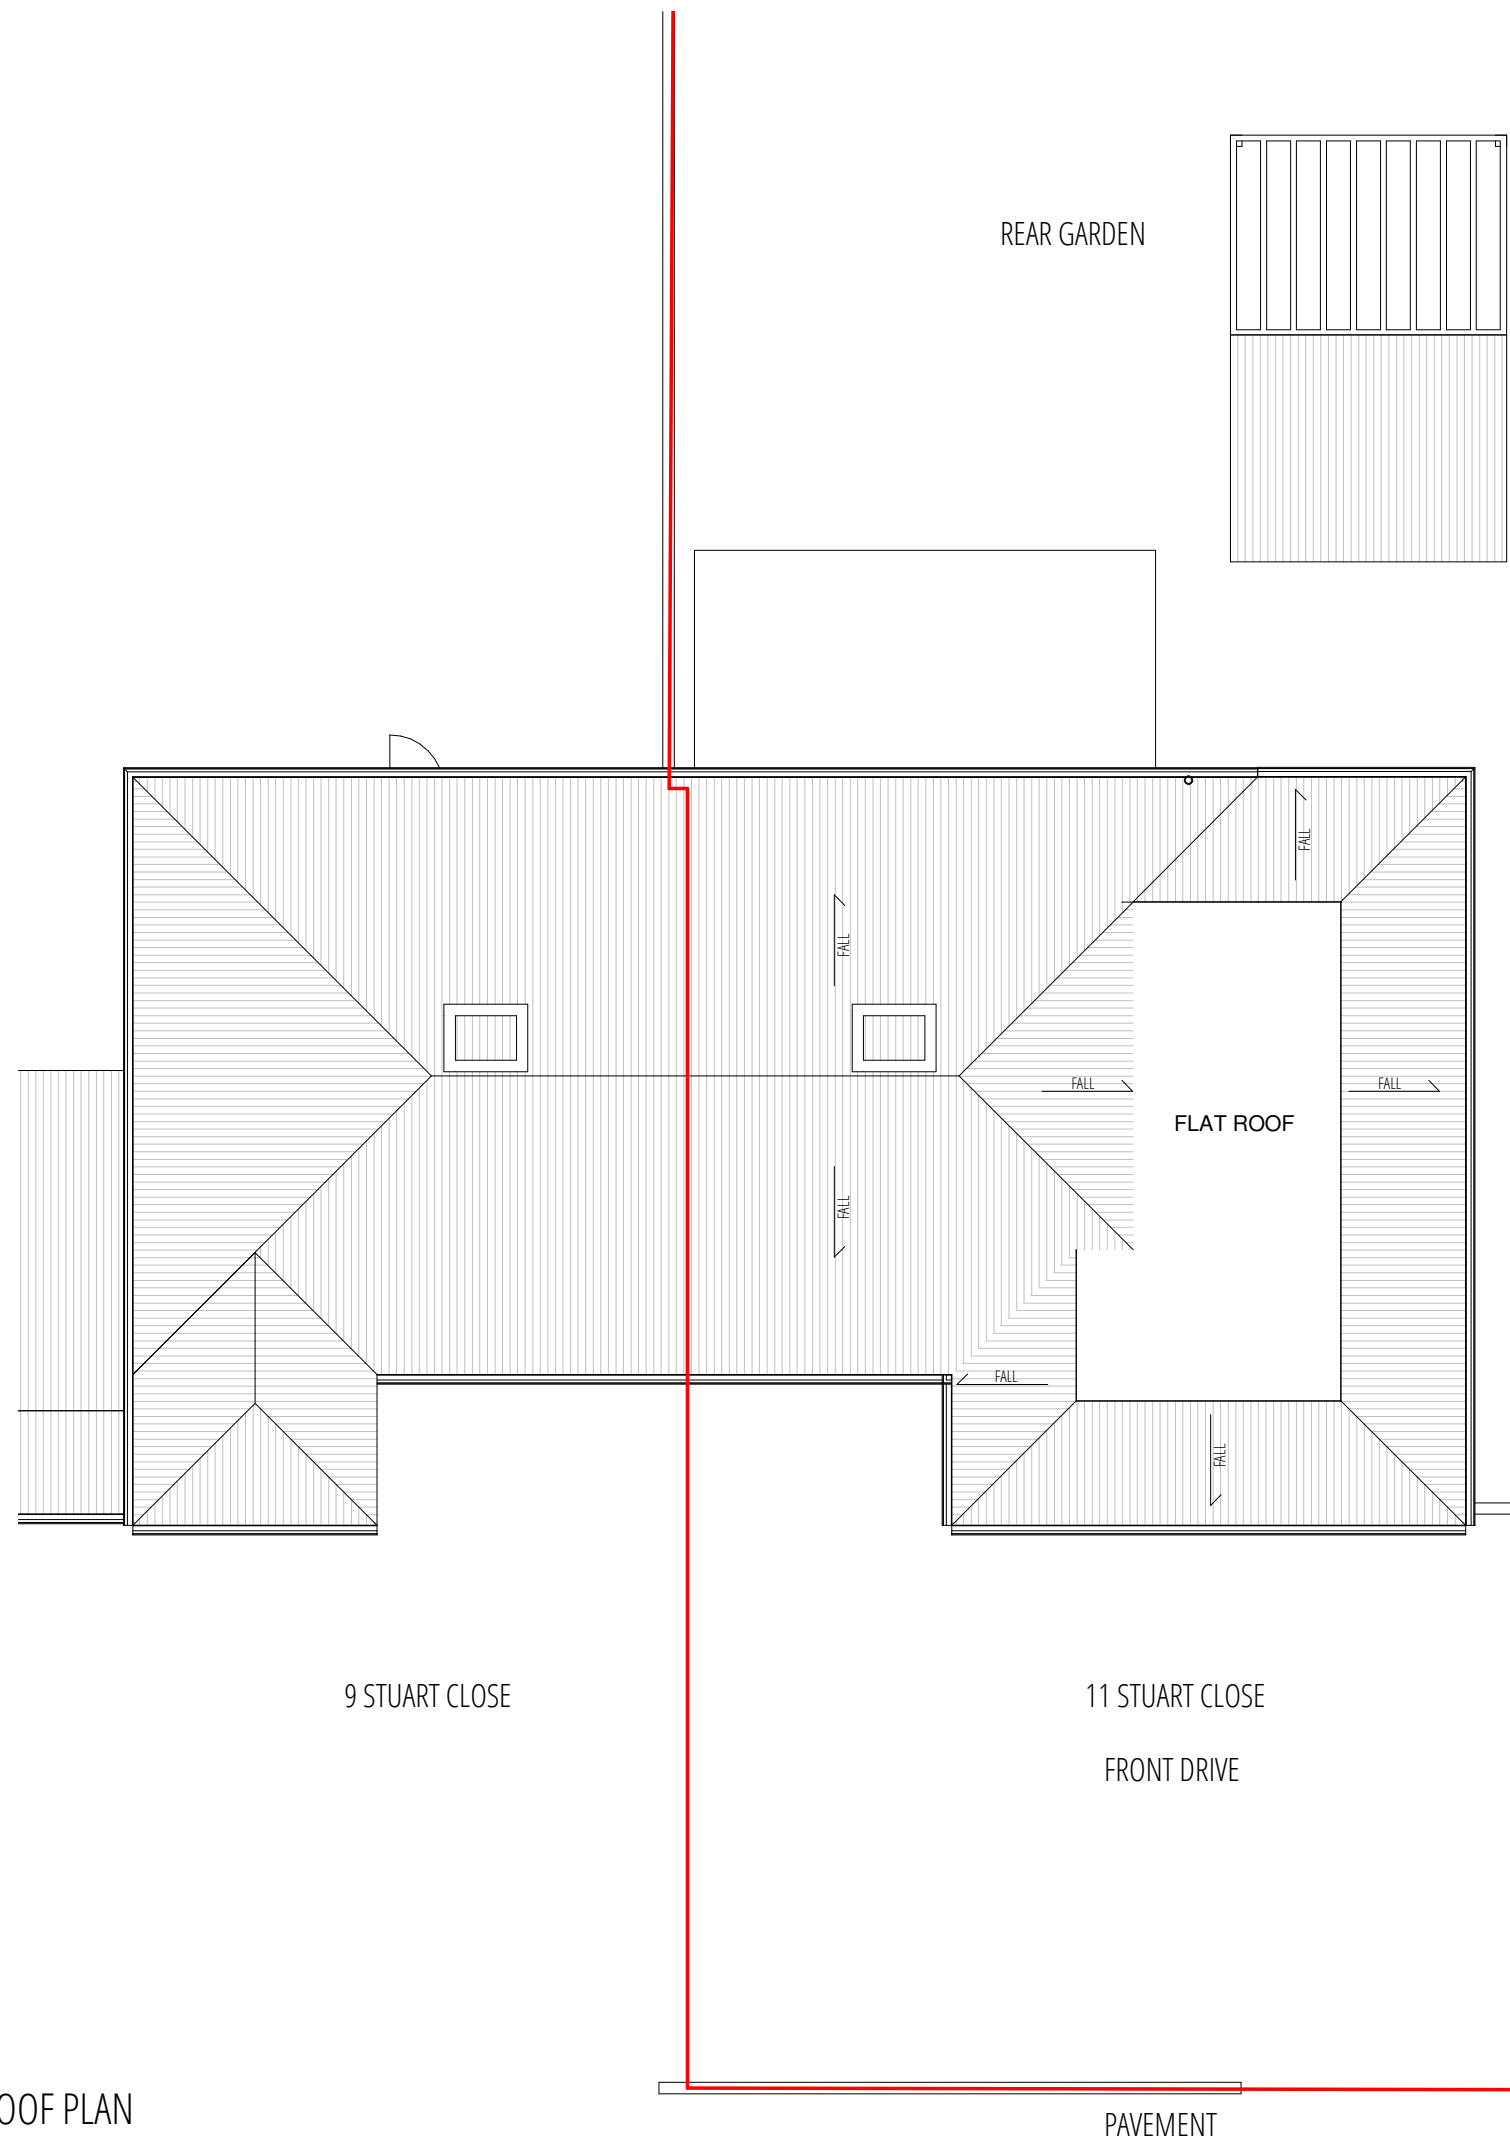 REAR GARDEN
FALL
FALL
FALL
FALL
FLAT ROOF
FALL
FALL
FALL
9 STUART CLOSE
11 STUART CLOSE
FRONT DRIVE
OOF PLAN
PAVEMENT